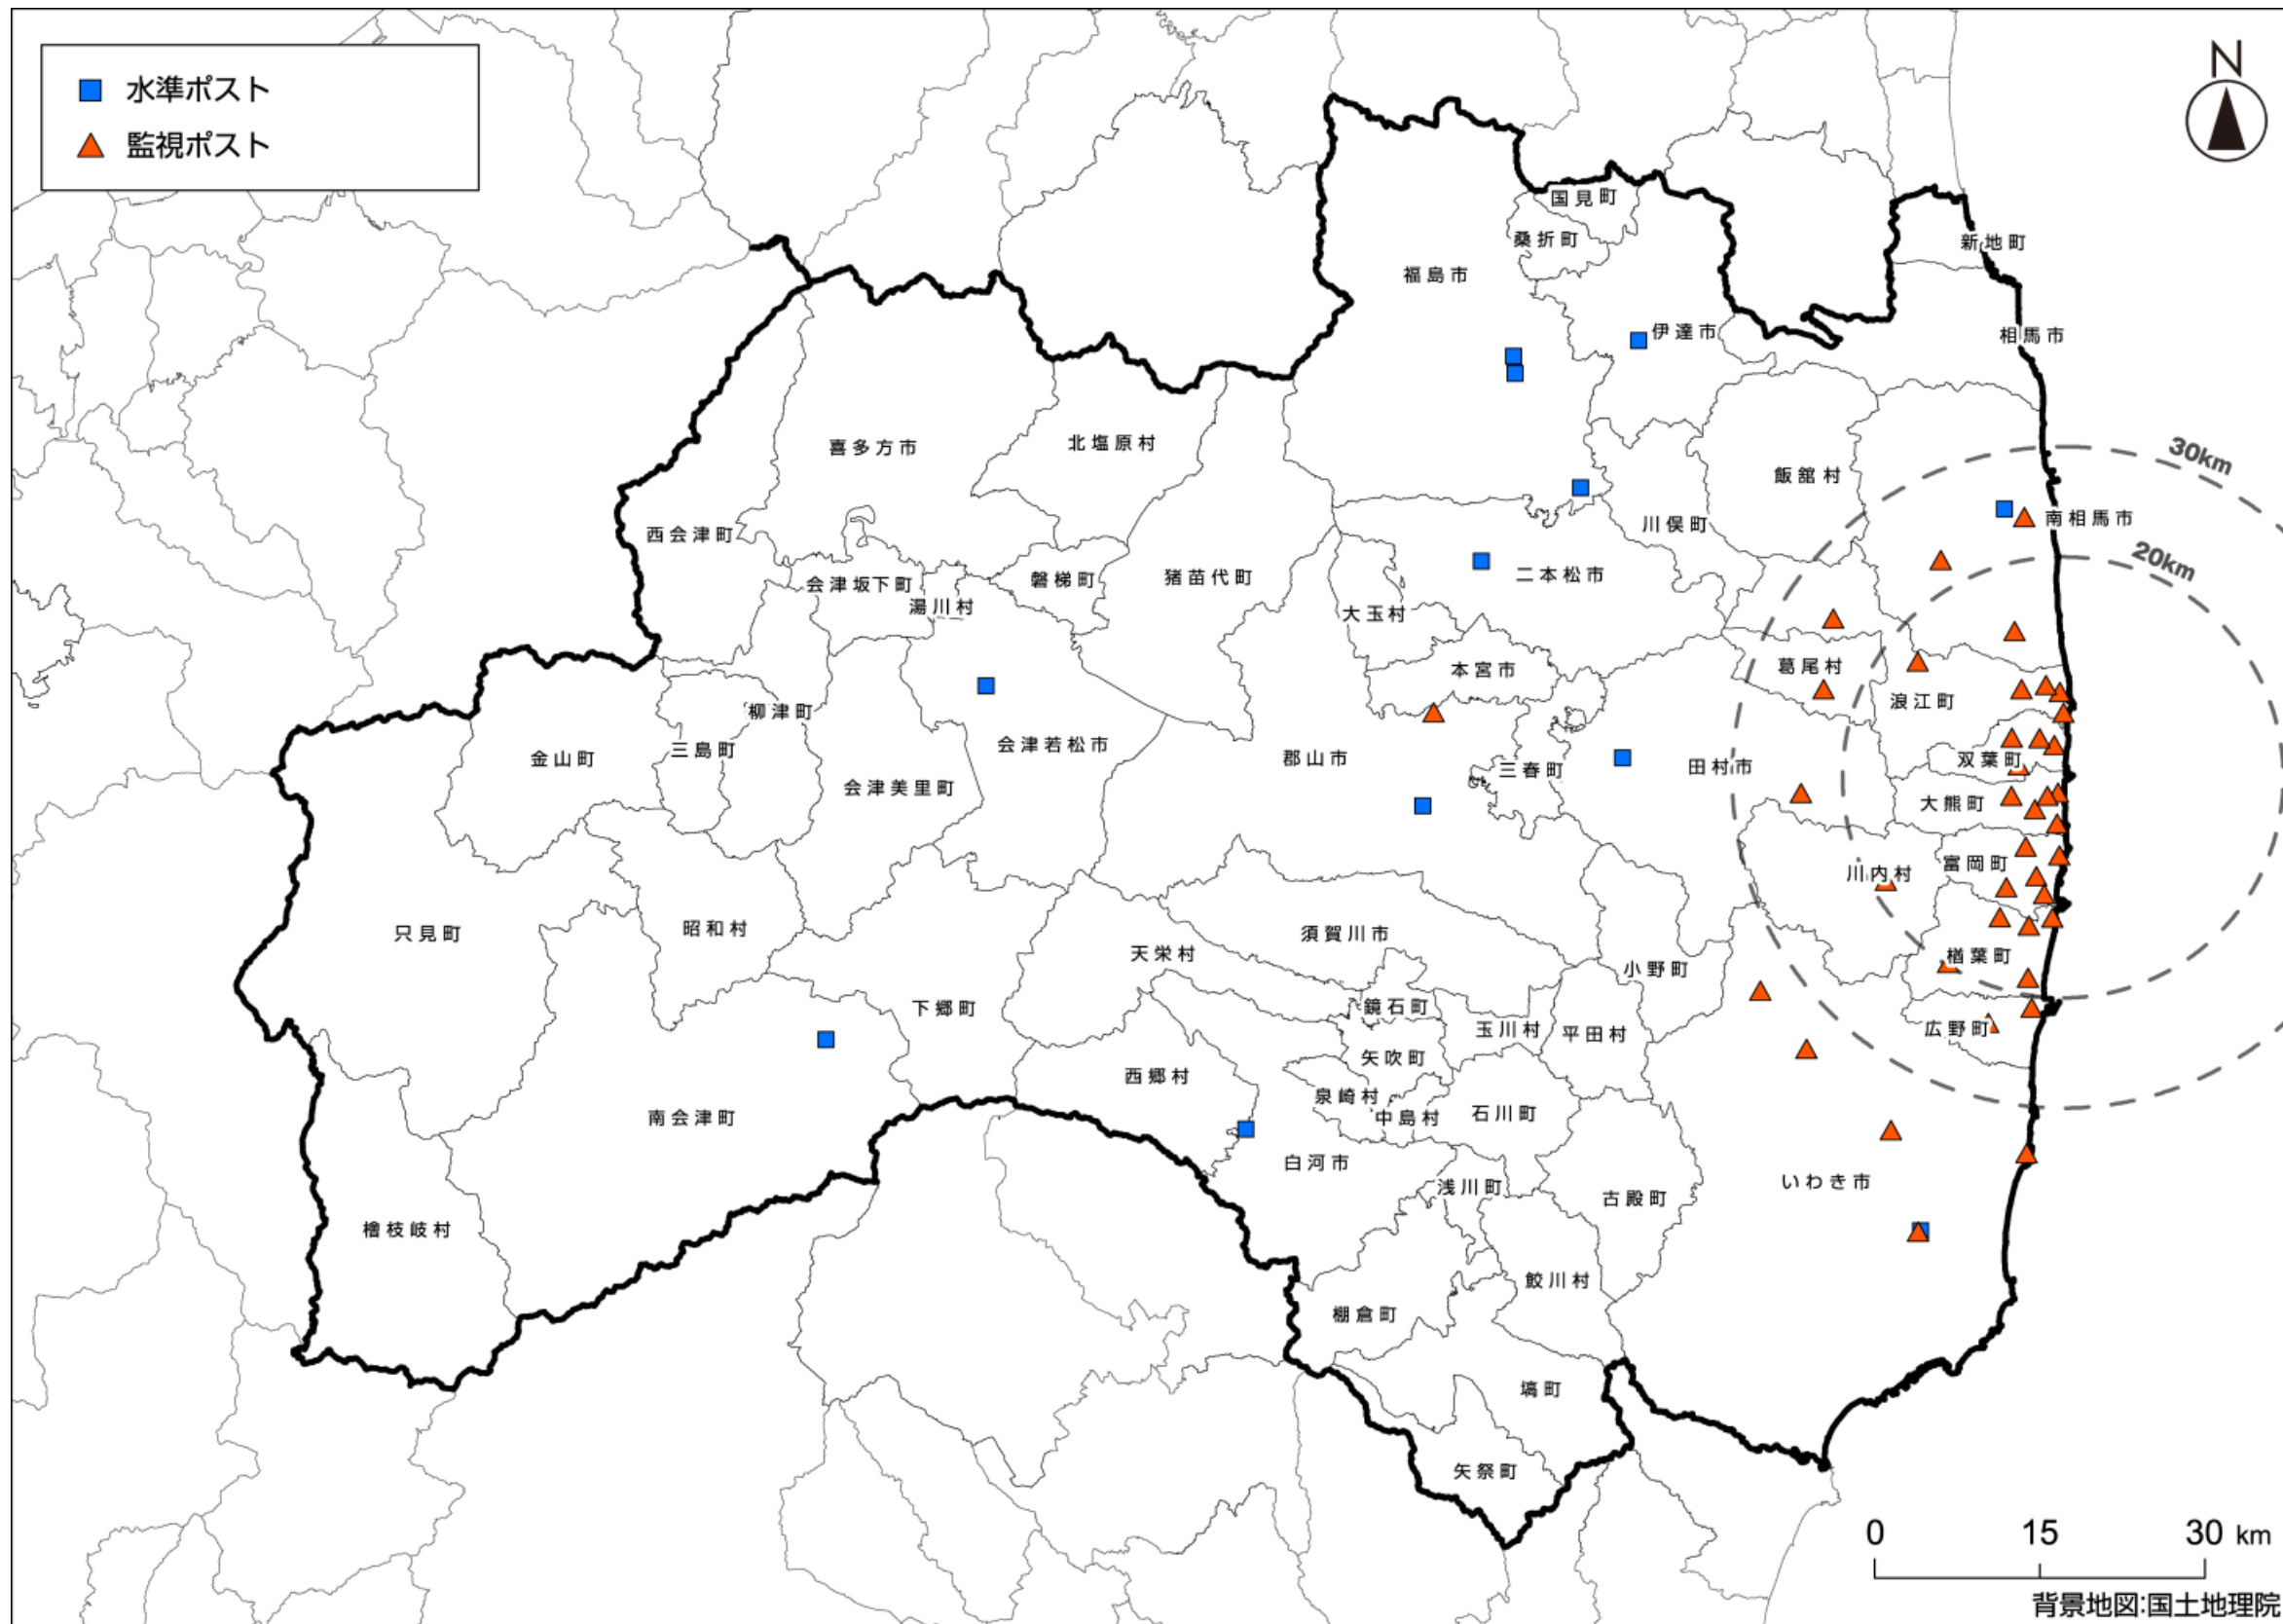 水準ポスト
監視ポスト
N
国見町
桑折町
新地町
福島市
伊達市
相馬市
30km
喜多方市
北塩原村
飯舘村
西会津町
川俣町
南相馬市
20km
会津坂下町
湯川村
磐梯町
猪苗代町
二本松市
大玉村
本宮市
葛尾村
浪江町
柳津町
三島町
金山町
会津若松市
郡山市
三春町
田村市
双葉町
会津美里町
大熊町
富岡町
川内村
只見町
昭和村
須賀川市
天栄村
楢葉町
小野町
下郷町
鏡石町
玉川村
平田村
広野町
矢吹町
西郷村
泉崎村
中島村
石川町
南会津町
白河市
浅川町
いわき市
古殿町
檜枝岐村
鮫川村
棚倉町
塙町
矢祭町
0 15 30 km
背景地図:国土地理院